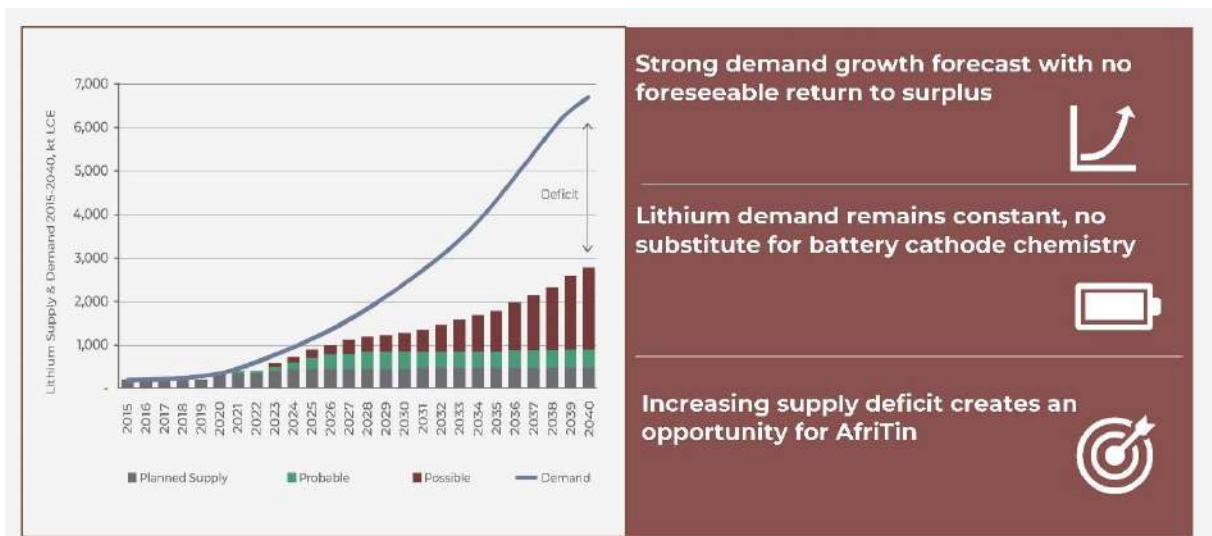 Lithium Supply & Demand 2015-2040, kt LCE
7,000
6,000
5,000
4,000
3,000
2,000
1,000
-
Deficit
2015
2016
2017
2018
2019
2020
2021
2022
2023
2024
2025
2026
2027
2028
2029
2030
2031
2032
2033
2034
2035
2036
2037
2038
2039
2040
Planned Supply
Probable
Possible
Demand
Strong demand growth forecast with no
foreseeable return to surplus
Lithium demand remains constant, no
substitute for battery cathode chemistry
Increasing supply deficit creates an
opportunity for AfriTin